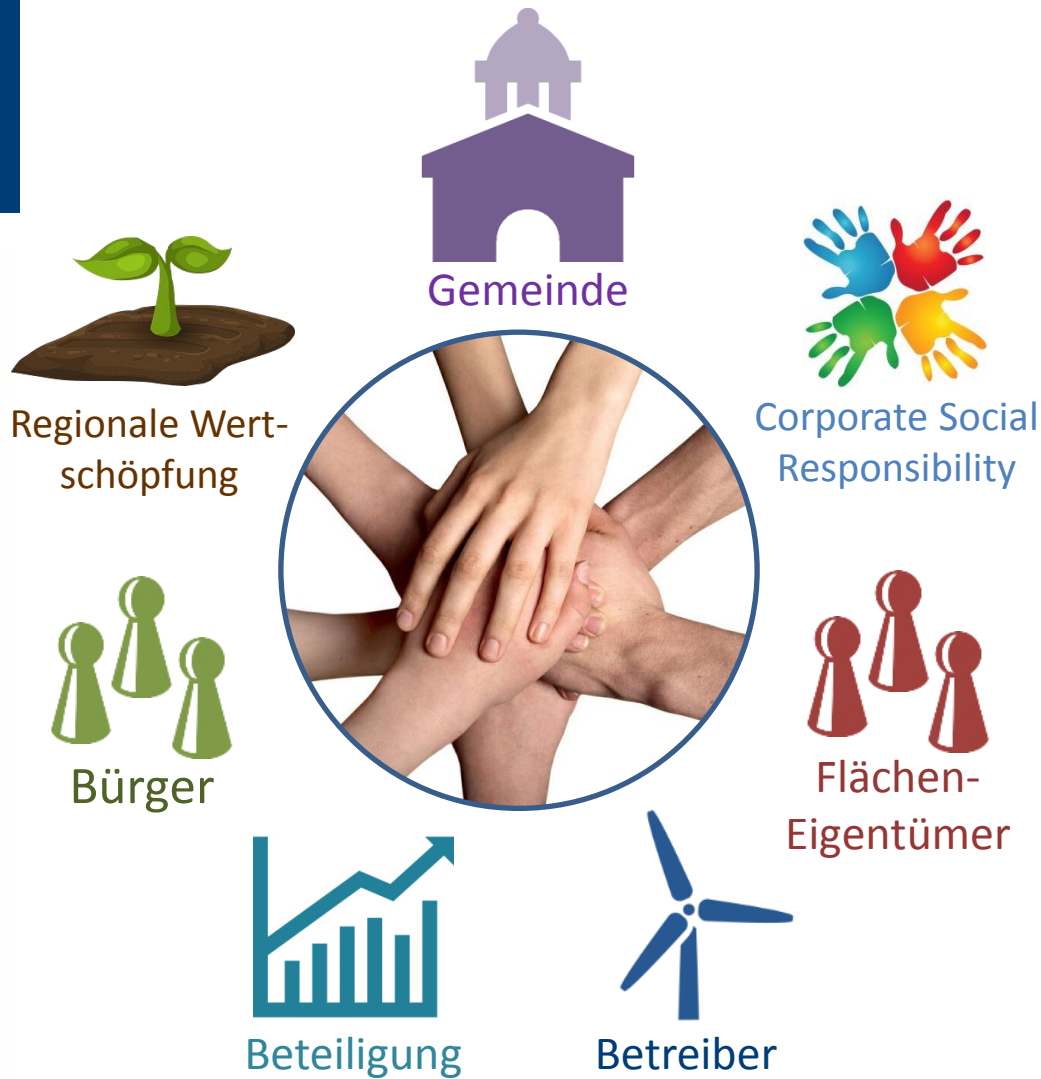 Gemeinde
Regionale Wert-
schöpfung
Corporate Social
Responsibility
Bürger
Flächen-
Eigentümer
Beteiligung
Betreiber